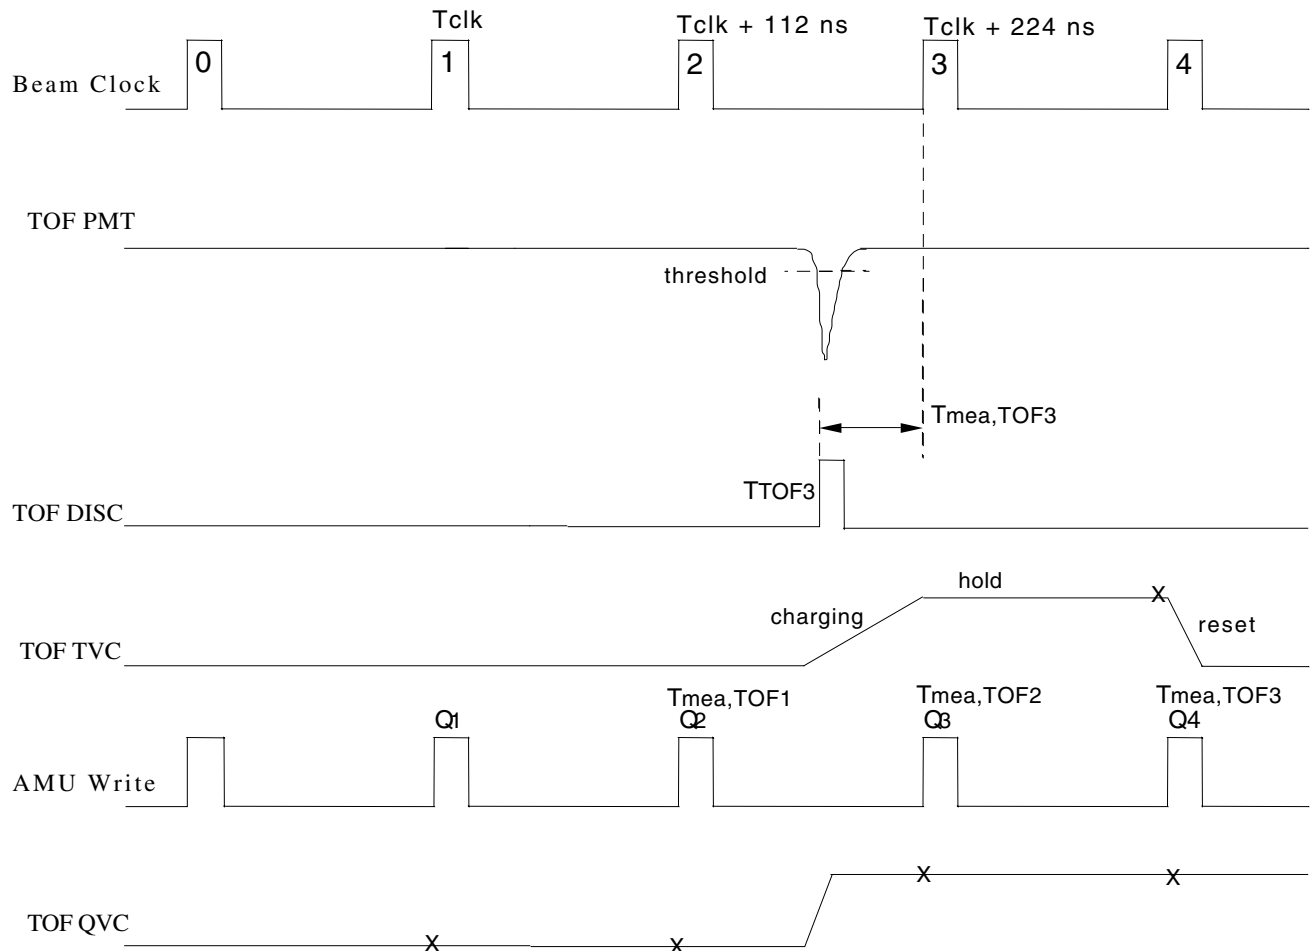 Tclk
Tclk + 112 ns
Tclk + 224 ns
0
1
2
3
4
Beam Clock
TOF PMT
threshold
Tmea,TOF3
TTOF3
TOF DISC
hold
X
charging
reset
TOF TVC
Tmea,TOF1
Tmea,TOF2
Tmea,TOF3
Q1
Q2
Q3
Q4
AMU Write
X
X
TOF QVC
X
X